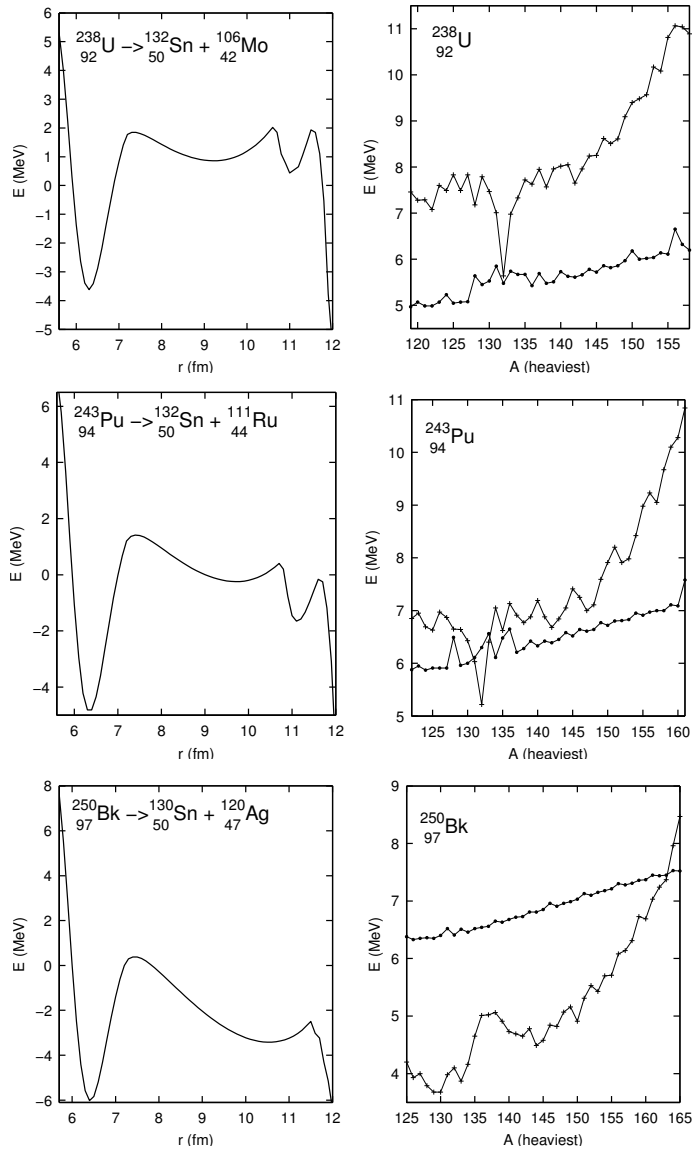 238 92 U -> 132 50 Sn + 106 42 Mo
E (MeV)
6
5
4
3
2
1
0
−1
−2
−3
−4
−5
6 7 8 9 10 11 12
r (fm)
238 92 U
E (MeV)
11
10
9
8
7
6
5
120 125 130 135 140 145 150 155
A (heaviest)
243 94 Pu -> 132 50 Sn + 111 44 Ru
E (MeV)
6
4
2
0
−2
−4
6 7 8 9 10 11 12
r (fm)
243 94 Pu
E (MeV)
11
10
9
8
7
6
5
125 130 135 140 145 150 155 160
A (heaviest)
250 97 Bk -> 130 50 Sn + 120 47 Ag
E (MeV)
8
6
4
2
0
−2
−4
−6
6 7 8 9 10 11 12
r (fm)
250 97 Bk
E (MeV)
9
8
7
6
5
4
125 130 135 140 145 150 155 160 165
A (heaviest)